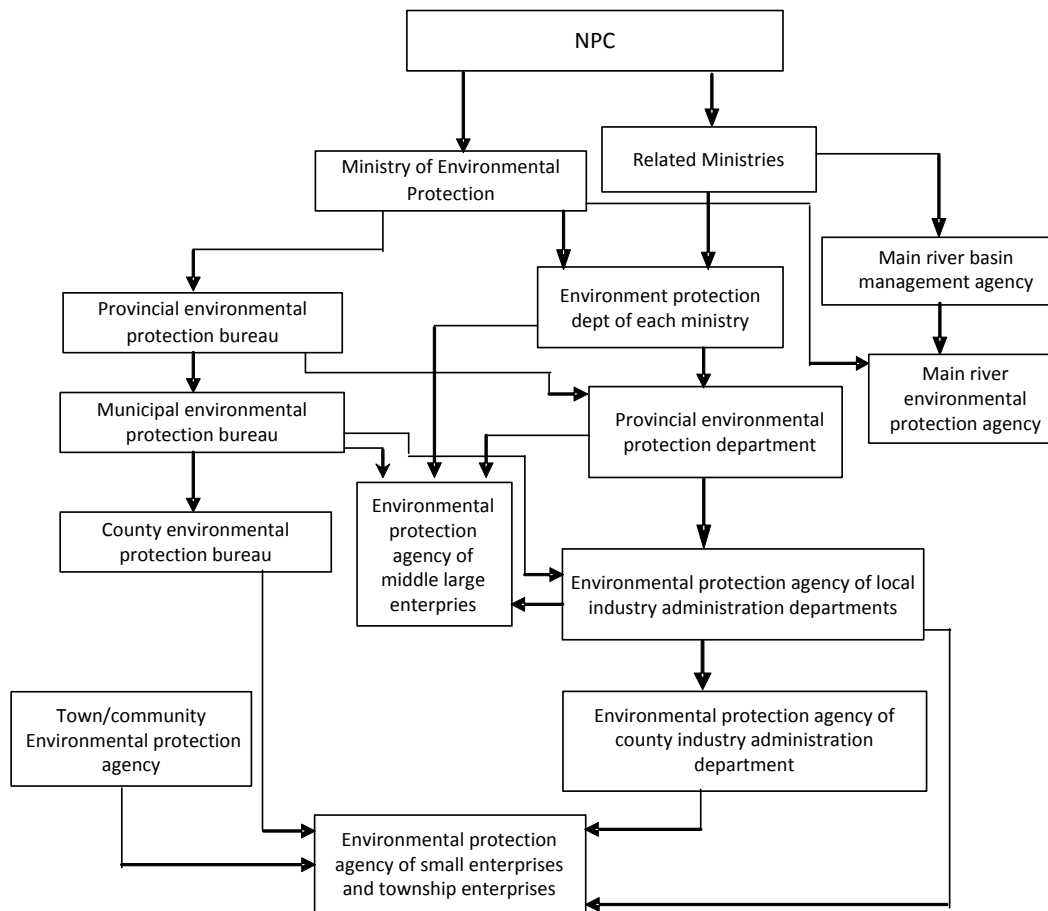 NPC
Ministry of Environmental
Protection
Related Ministries
Main river basin
management agency
Provincial environmental
protection bureau
Environment protection
dept of each ministry
Main river
environmental
protection agency
Municipal environmental
protection bureau
Provincial environmental
protection department
County environmental
protection bureau
Environmental
protection
agency of
middle large
enterpries
Environmental protection agency of local
industry administration departments
Town/community
Environmental protection
agency
Environmental protection agency of
county industry administration
department
Environmental protection
agency of small enterprises
and township enterprises